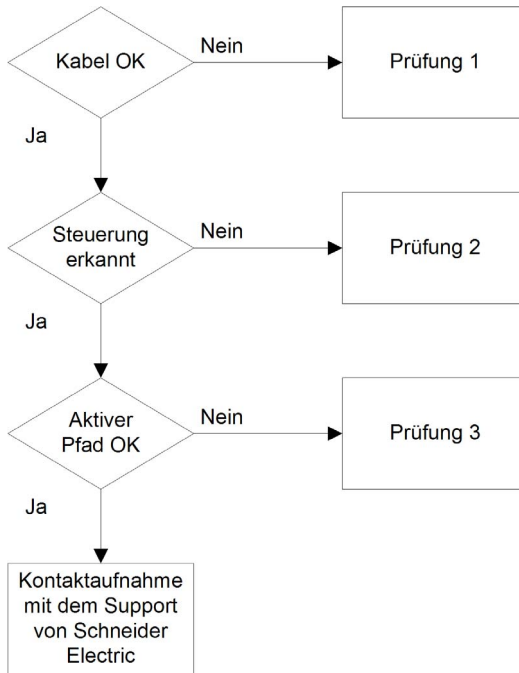 Kabel OK
Nein
Prüfung 1
Ja
Steuerung
erkannt
Nein
Prüfung 2
Ja
Aktiver
Pfad OK
Nein
Prüfung 3
Ja
Kontaktaufnahme
mit dem Support
von Schneider
Electric